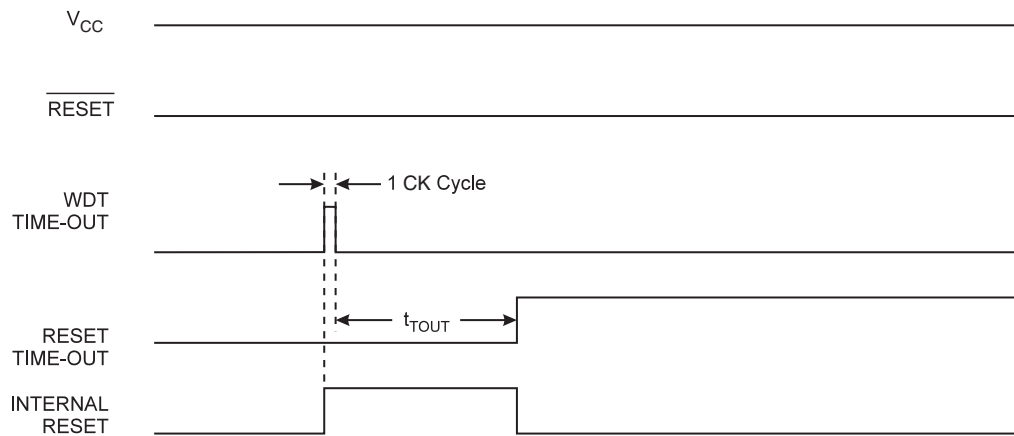 VCC
RESET
1 CK Cycle
WDT
TIME-OUT
tTOUT
RESET
TIME-OUT
INTERNAL
RESET